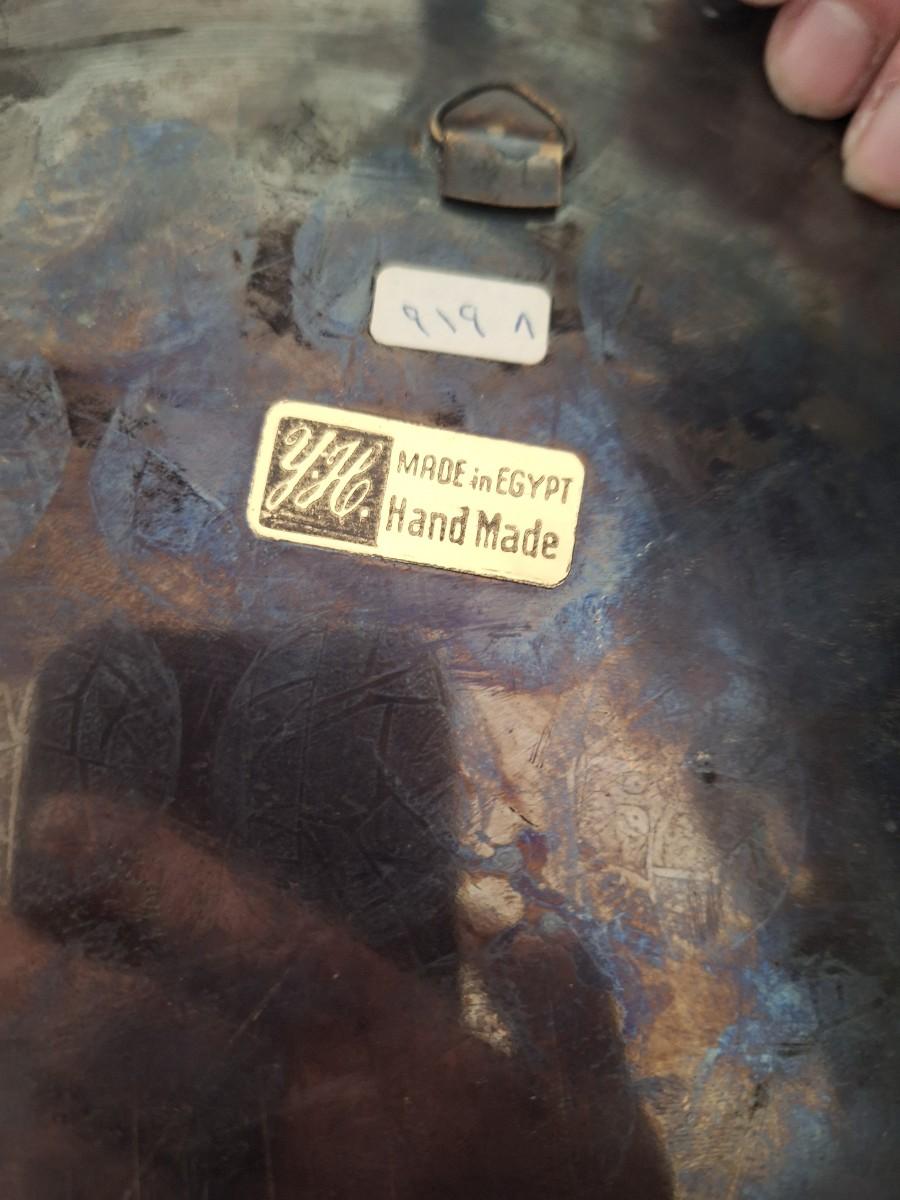 ٩١٩ ٨
Y.H.
MADE in EGYPT
Hand Made